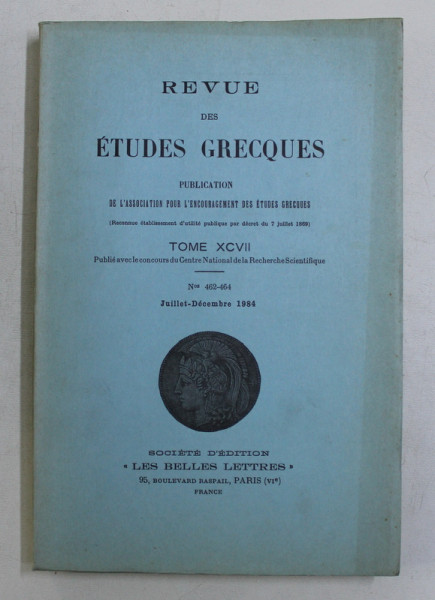 REVUE
DES
ÉTUDES GRECQUES
PUBLICATION
DE L'ASSOCIATION POUR L'ENCOURAGEMENT DES ÉTUDES GRECQUES
(Reconnue établissement d'utilité publique par décret du 7 juillet 1869)
TOME XCVII
Publié avec le concours du Centre National de la Recherche Scientifique
Nos 462-464
Juillet-Décembre 1984
SOCIÉTÉ D'ÉDITION
« LES BELLES LETTRES »
95, BOULEVARD RASPAIL, PARIS (VIe)
FRANCE